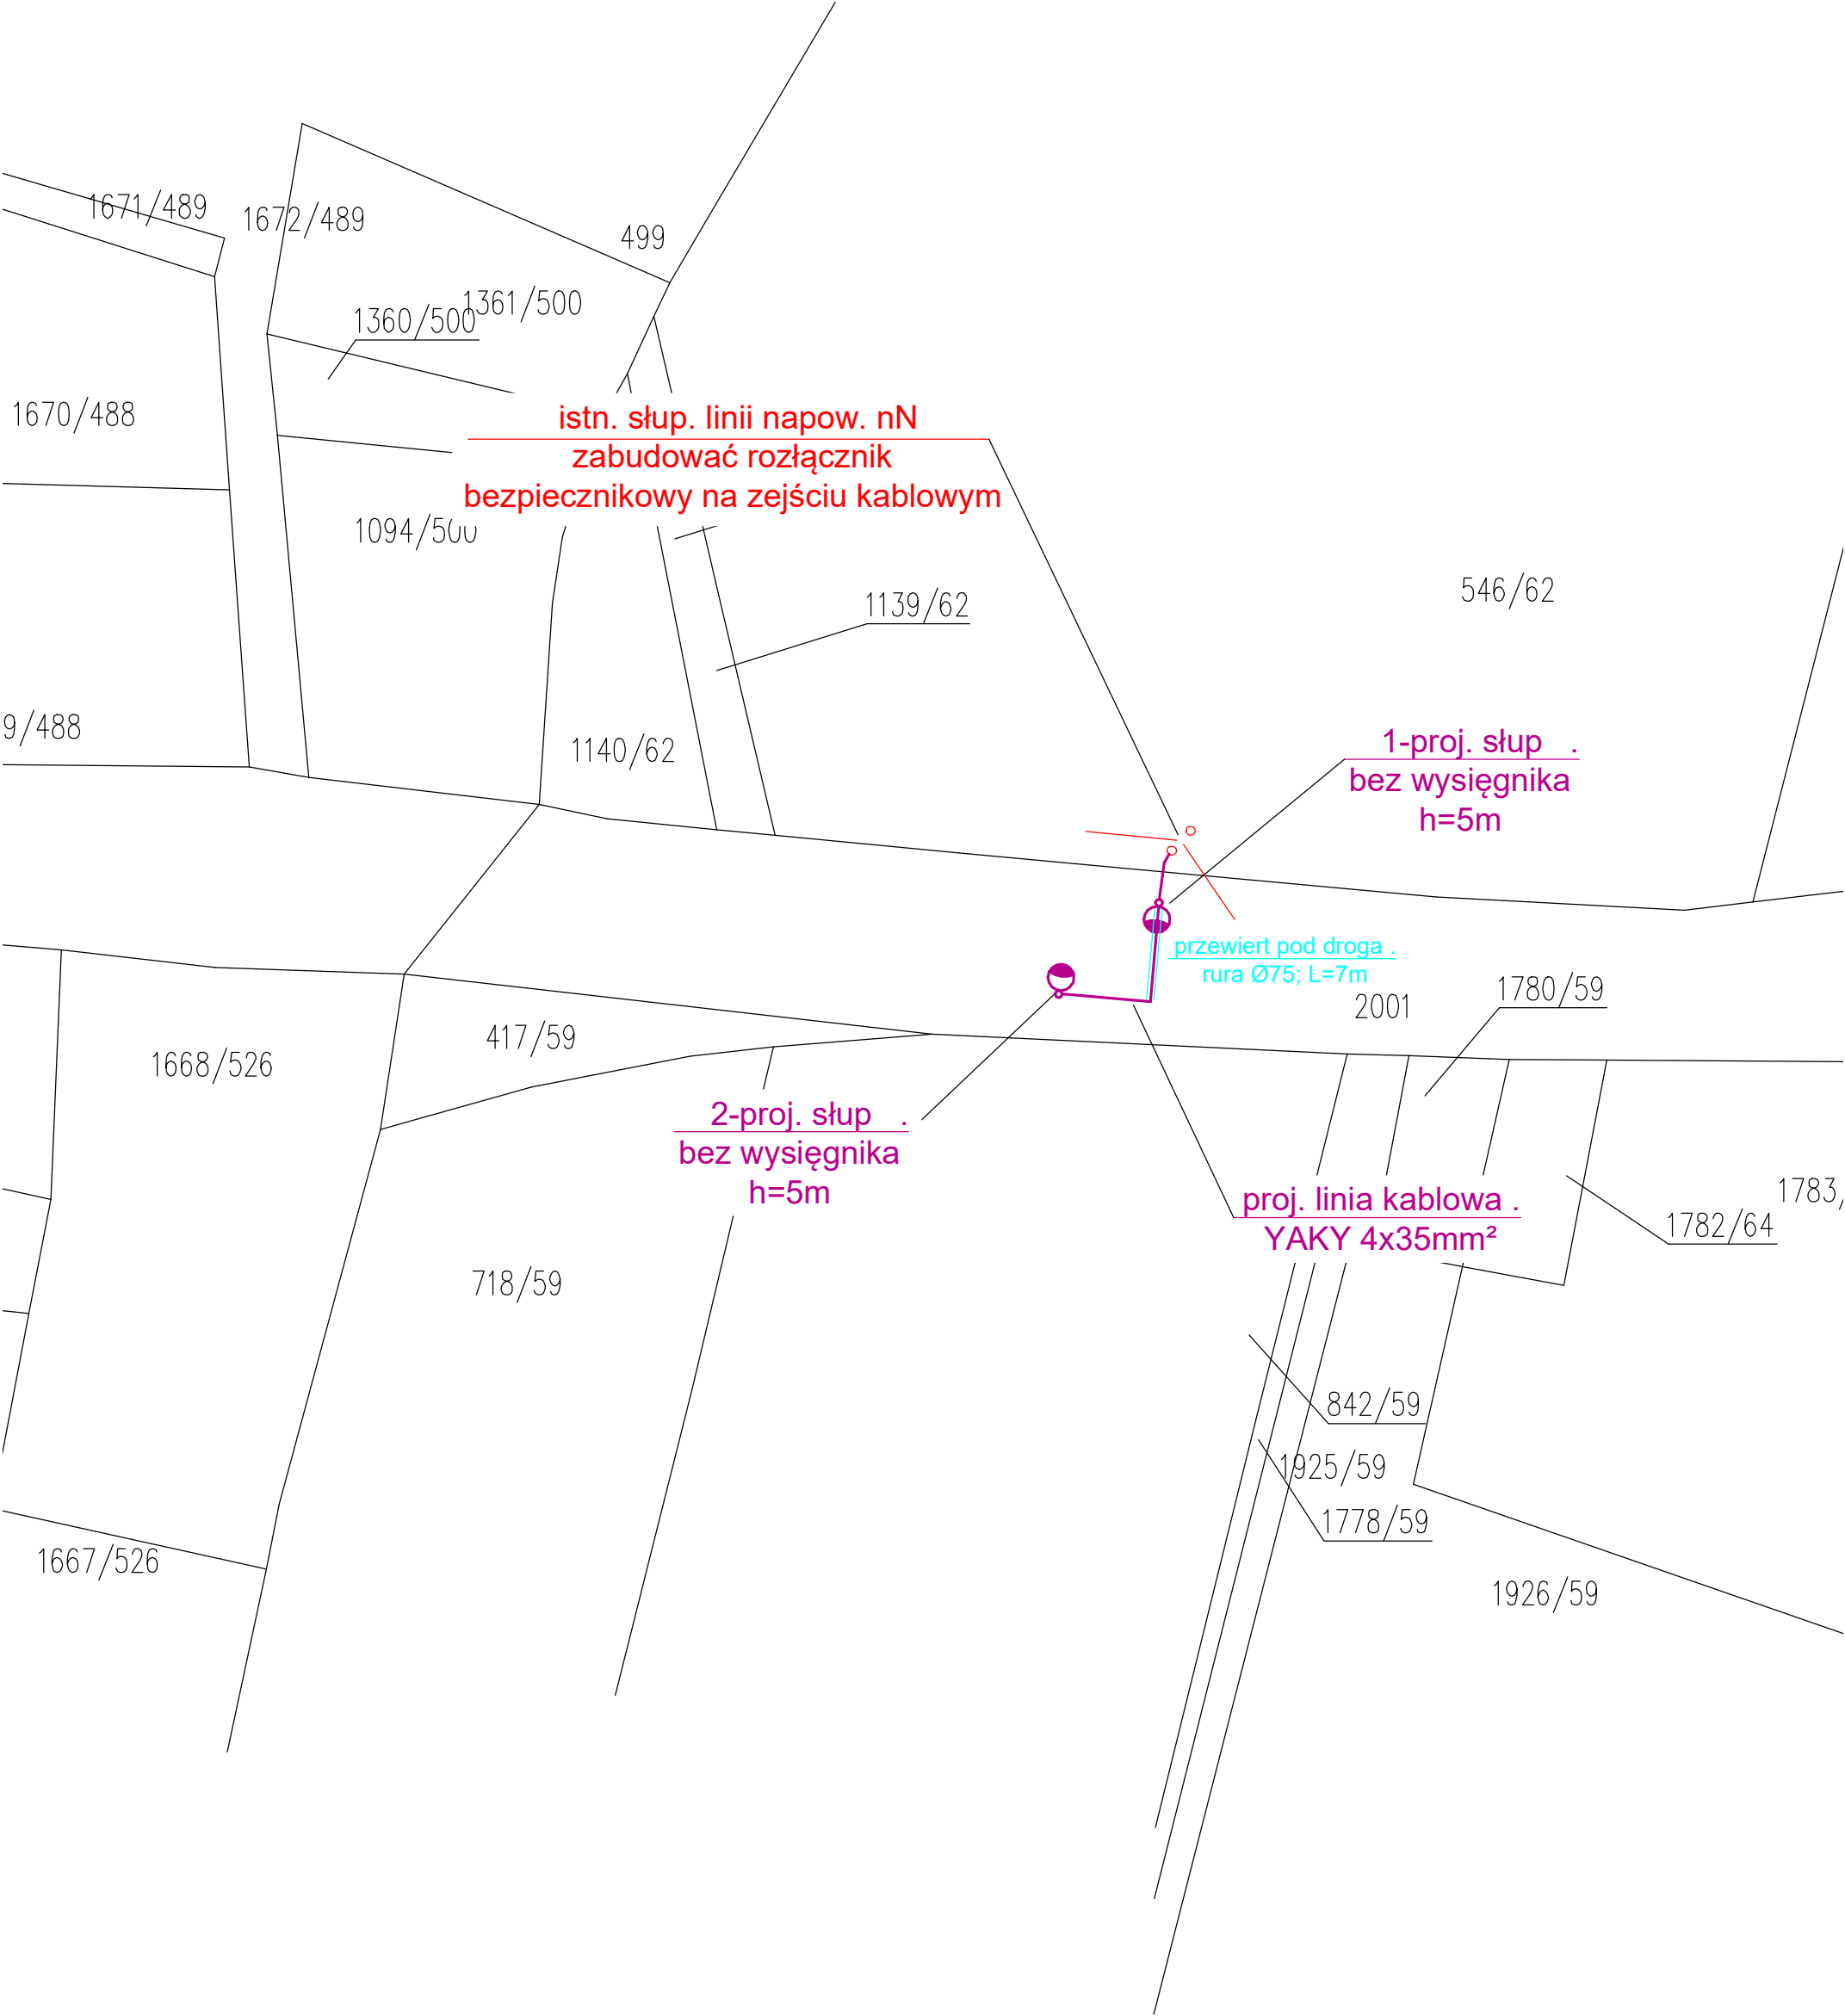 1671/489
1672/489
499
1361/500
1360/500
1670/488
istn. słup. linii napow. nN
zabudować rozłącznik
bezpiecznikowy na zejściu kablowym
1094/500
546/62
1139/62
9/488
1140/62
1-proj. słup .
bez wysięgnika
h=5m
przewiert pod droga .
rura Ø75; L=7m
1780/59
2001
417/59
1668/526
2-proj. słup .
bez wysięgnika
h=5m
proj. linia kablowa .
YAKY 4x35mm²
1783/
1782/64
718/59
842/59
1925/59
1778/59
1667/526
1926/59